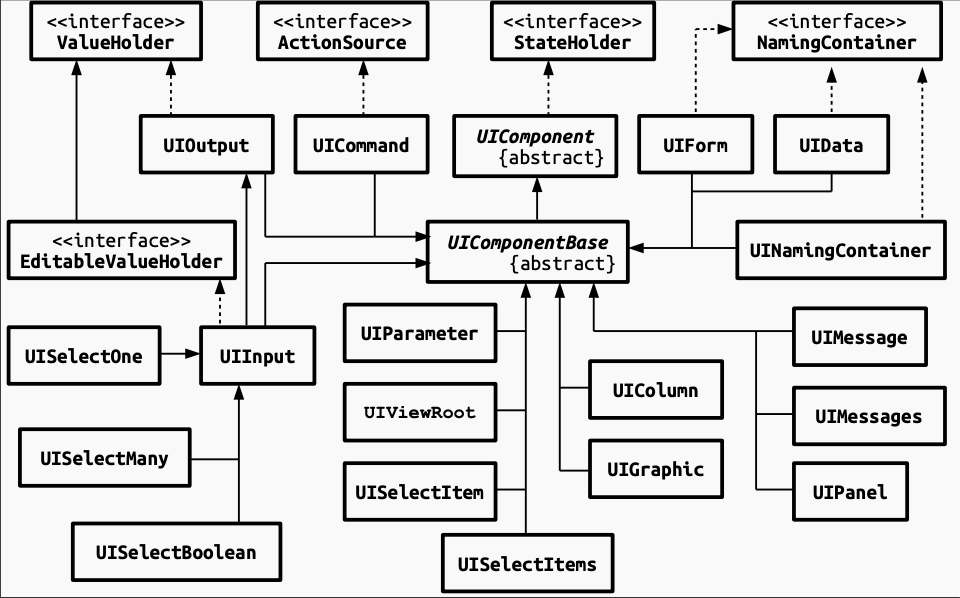 <<interface>>
ValueHolder
<<interface>>
ActionSource
<<interface>>
StateHolder
<<interface>>
NamingContainer
UIOutput
UICommand
UIComponent
{abstract}
UIForm
UIData
<<interface>>
EditableValueHolder
UIComponentBase
{abstract}
UINamingContainer
UISelectOne
UIInput
UIParameter
UIMessage
UIViewRoot
UIColumn
UIMessages
UISelectMany
UISelectItem
UIGraphic
UIPanel
UISelectBoolean
UISelectItems